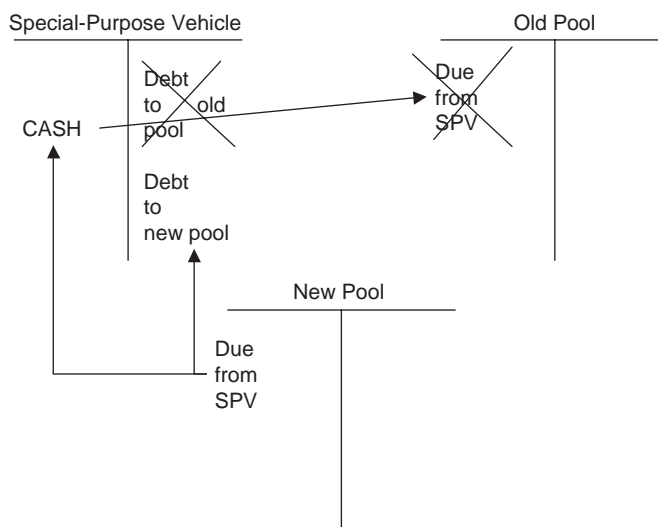 Special-Purpose Vehicle
Old Pool
Debt
to old
pool
CASH
Due
from
SPV
Debt
to
new pool
New Pool
Due
from
SPV